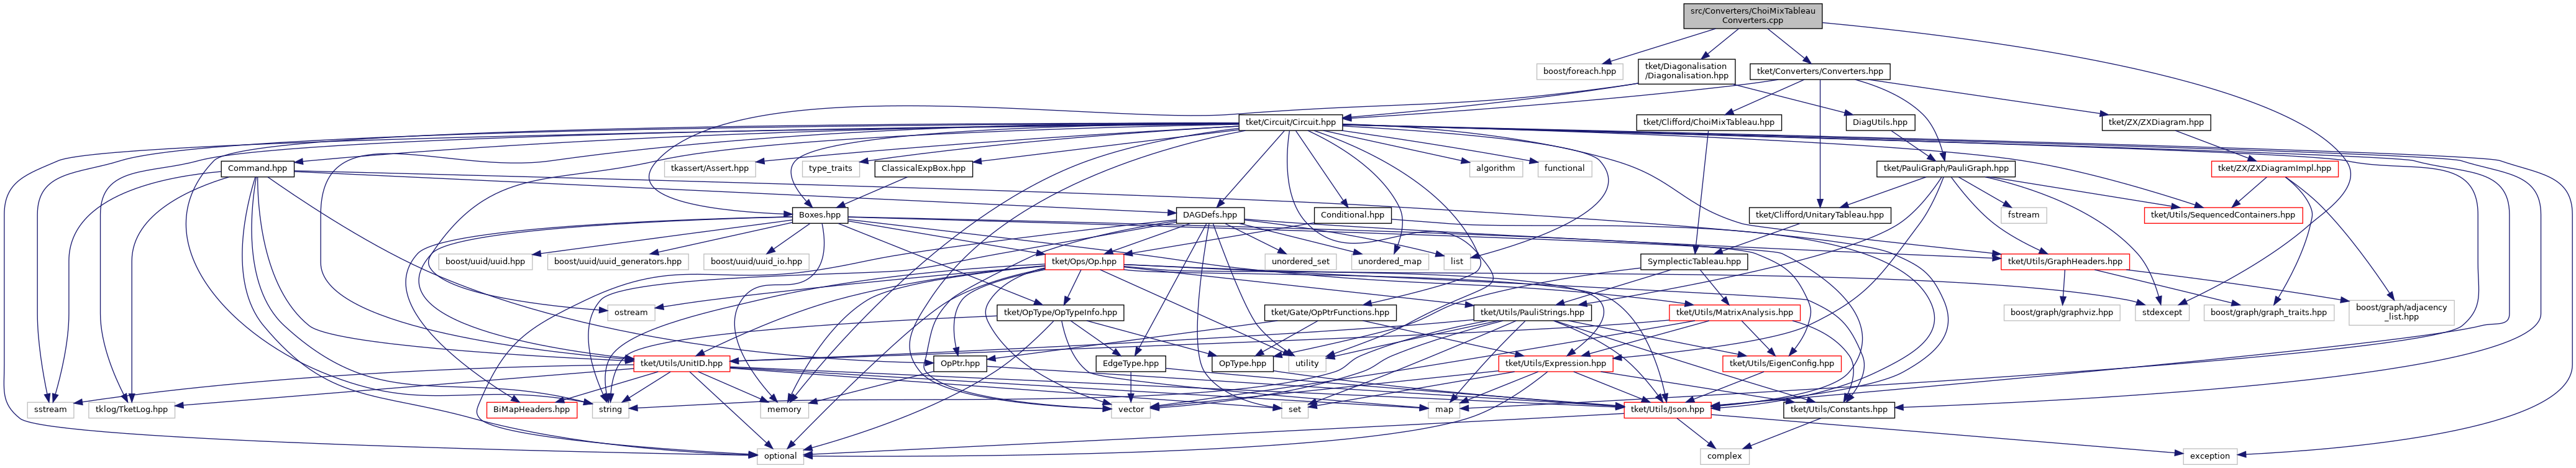 src/Converters/ChoiMixTableau
Converters.cpp
boost/foreach.hpp
tket/Diagonalisation
/Diagonalisation.hpp
tket/Converters/Converters.hpp
tket/Circuit/Circuit.hpp
tket/Clifford/ChoiMixTableau.hpp
DiagUtils.hpp
tket/ZX/ZXDiagram.hpp
Command.hpp
tkassert/Assert.hpp
type_traits
ClassicalExpBox.hpp
algorithm
functional
tket/PauliGraph/PauliGraph.hpp
tket/ZX/ZXDiagramImpl.hpp
Boxes.hpp
DAGDefs.hpp
Conditional.hpp
tket/Clifford/UnitaryTableau.hpp
fstream
tket/Utils/SequencedContainers.hpp
boost/uuid/uuid.hpp
boost/uuid/uuid_generators.hpp
boost/uuid/uuid_io.hpp
tket/Ops/Op.hpp
unordered_set
unordered_map
list
SymplecticTableau.hpp
tket/Utils/GraphHeaders.hpp
ostream
tket/OpType/OpTypeInfo.hpp
tket/Gate/OpPtrFunctions.hpp
tket/Utils/PauliStrings.hpp
tket/Utils/MatrixAnalysis.hpp
boost/graph/graphviz.hpp
stdexcept
boost/graph/graph_traits.hpp
boost/graph/adjacency
_list.hpp
tket/Utils/UnitID.hpp
OpPtr.hpp
EdgeType.hpp
OpType.hpp
utility
tket/Utils/Expression.hpp
tket/Utils/EigenConfig.hpp
sstream
tklog/TketLog.hpp
BiMapHeaders.hpp
string
memory
vector
set
map
tket/Utils/Json.hpp
tket/Utils/Constants.hpp
optional
complex
exception